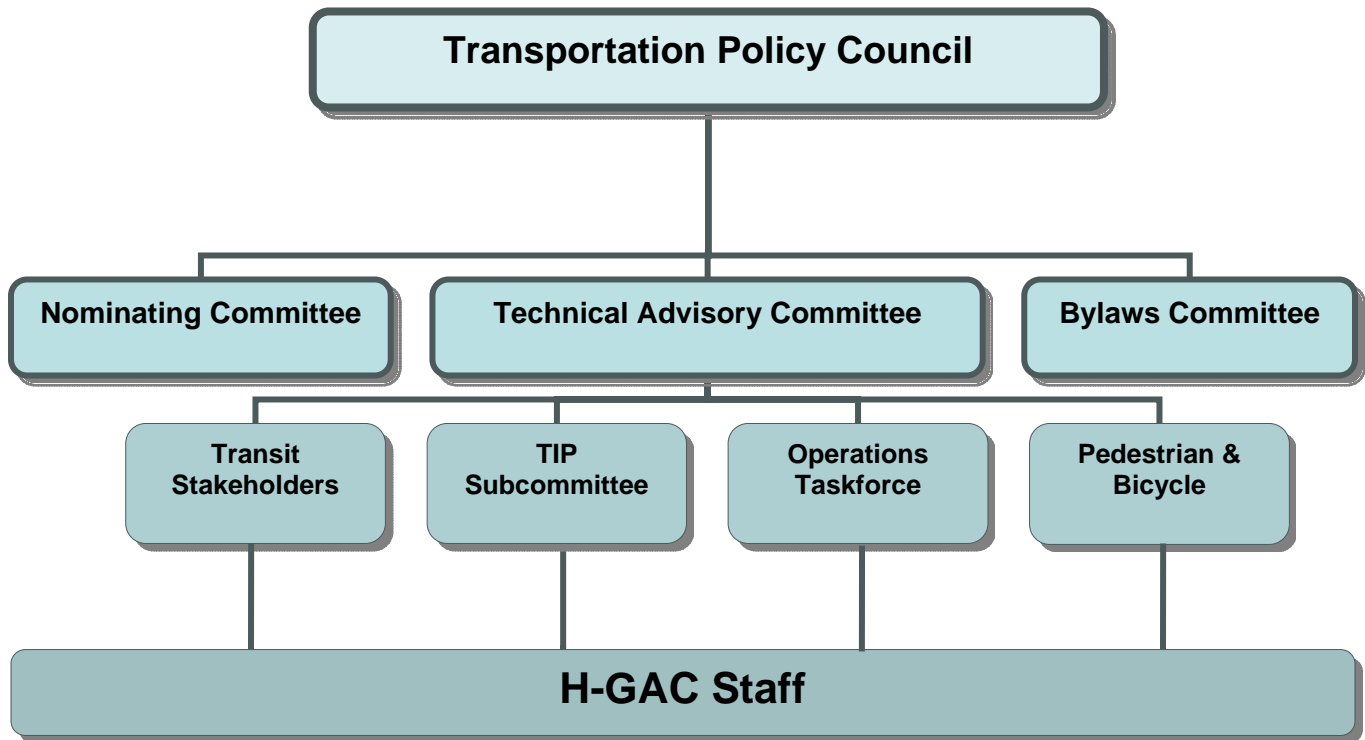 Transportation Policy Council
Nominating Committee
Technical Advisory Committee
Bylaws Committee
Transit
Stakeholders
TIP
Subcommittee
Operations
Taskforce
Pedestrian &
Bicycle
H-GAC Staff